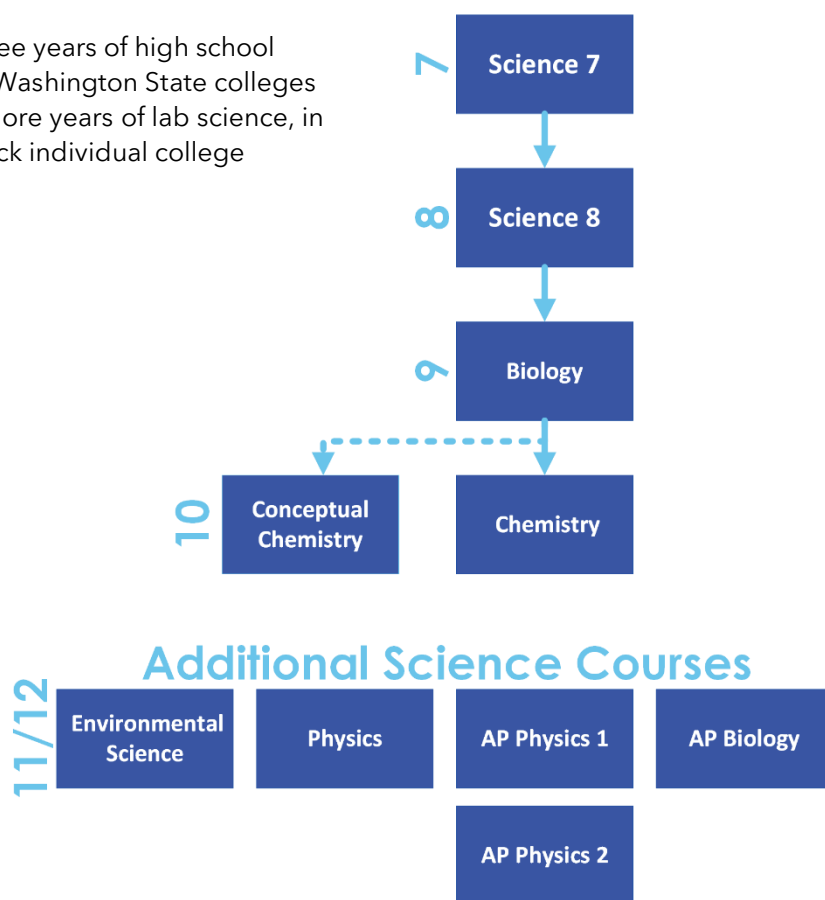 ee years of high school
Washington State colleges
ore years of lab science, in
ck individual college
7
Science 7
8
Science 8
9
Biology
10
Conceptual
Chemistry
Chemistry
Additional Science Courses
11/12
Environmental
Science
Physics
AP Physics 1
AP Biology
AP Physics 2